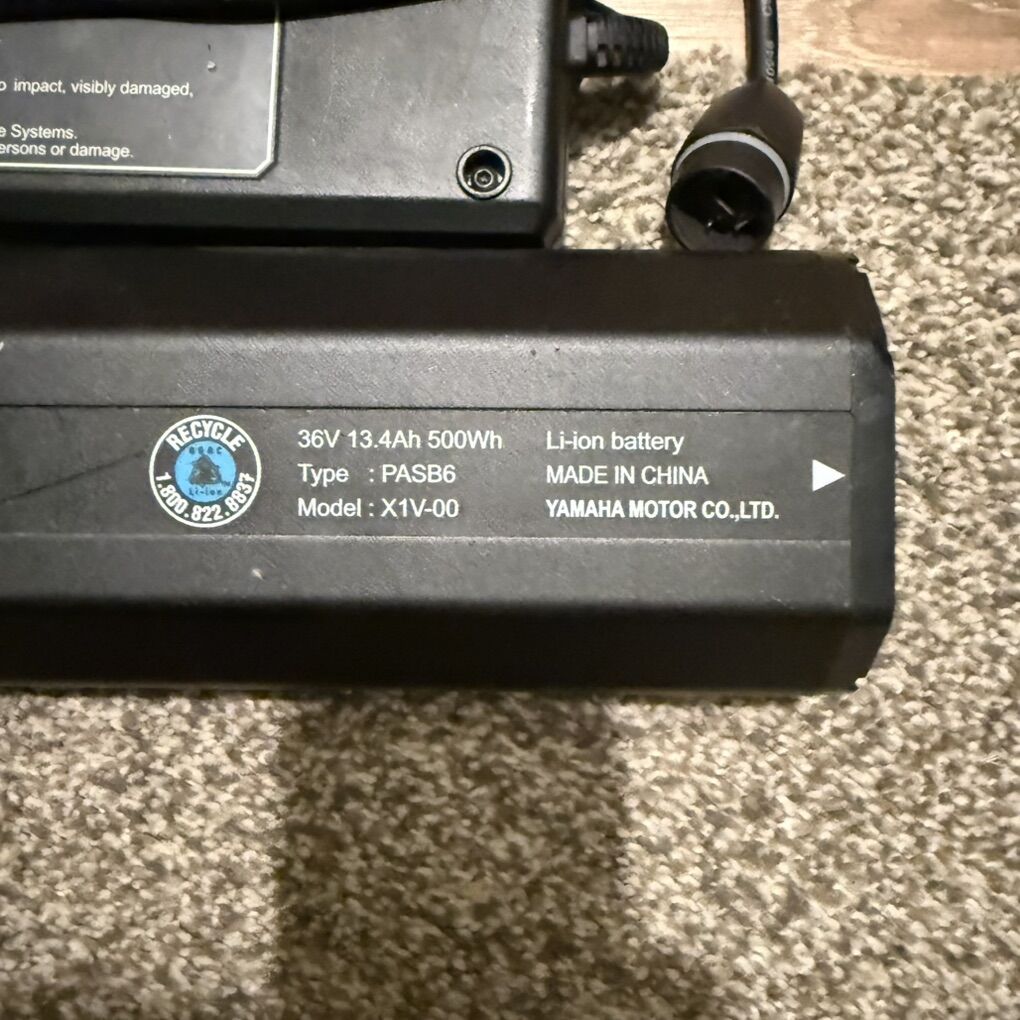 impact, visibly damaged,
Systems.
or damage.
RECYCLE
RBRC
Li-ion
1.800.822.8837
36V 13.4Ah 500Wh
Type : PASB6
Model : X1V-00
Li-ion battery
MADE IN CHINA
YAMAHA MOTOR CO.,LTD.